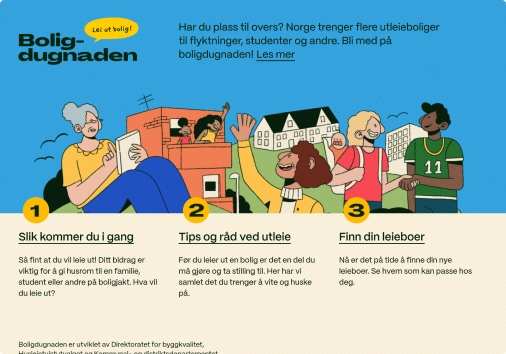 Lei ut bolig!
Bolig-
dugnaden
Har du plass til overs? Norge trenger flere utleieboliger
til flyktninger, studenter og andre. Bli med på
boligdugnaden! Les mer
11
1
2
3
Slik kommer du i gang
Så fint at du vil leie ut! Ditt bidrag er
viktig for å gi husrom til en familie,
student eller andre på boligjakt. Hva vil
du leie ut?
Tips og råd ved utleie
Før du leier ut en bolig er det en del du
må gjøre og ta stilling til. Her har vi
samlet det du trenger å vite og huske
på.
Finn din leieboer
Nå er det på tide å finne din nye
leieboer. Se hvem som kan passe hos
deg.
Boligdugnaden er utviklet av Direktoratet for byggkvalitet,
Husleietvistutvalget og Kommunal- og distriktsdepartementet